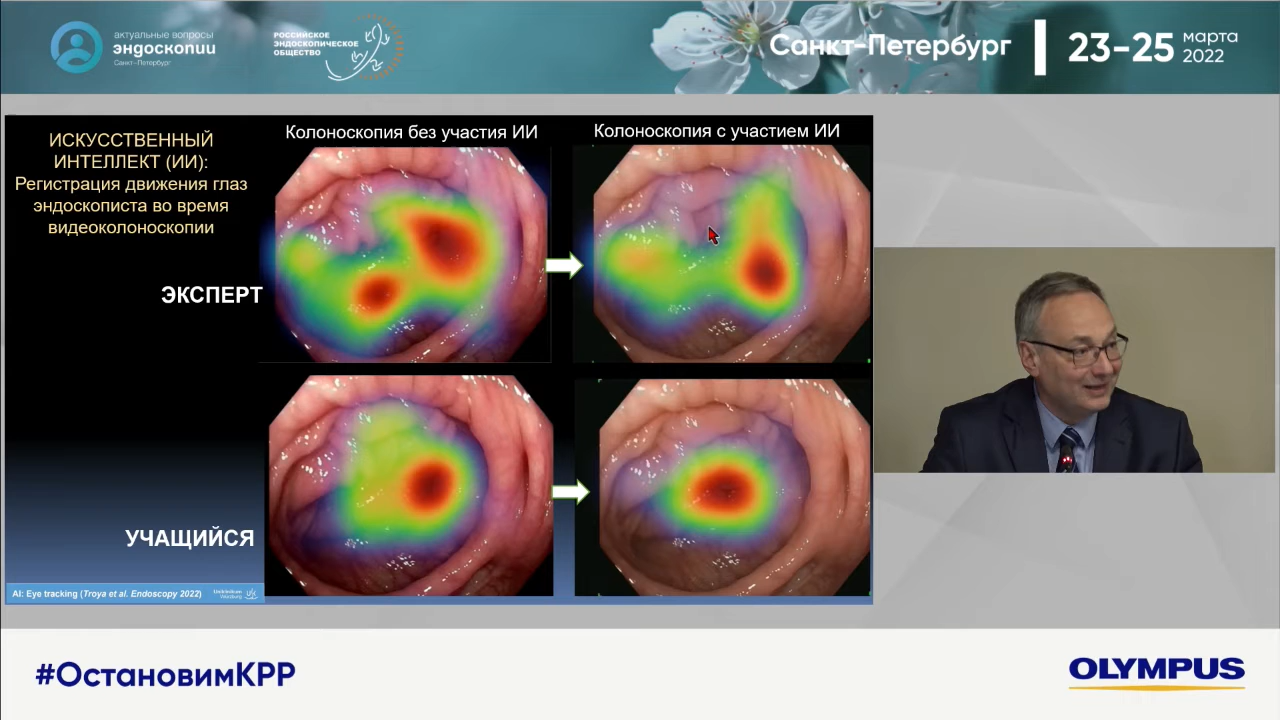 актуальные вопросы
эндоскопии
Санкт-Петербург
РОССИЙСКОЕ
ЭНДОСКОПИЧЕСКОЕ
ОБЩЕСТВО
Санкт-Петербург
23-25 марта
2022
ИСКУССТВЕННЫЙ
ИНТЕЛЛЕКТ (ИИ):
Регистрация движения глаз
эндоскописта во время
видеоколоноскопии
Колоноскопия без участия ИИ
Колоноскопия с участием ИИ
ЭКСПЕРТ
УЧАЩИЙСЯ
AI: Eye tracking (Troya et al. Endoscopy 2022)
#ОстановимКРР
OLYMPUS